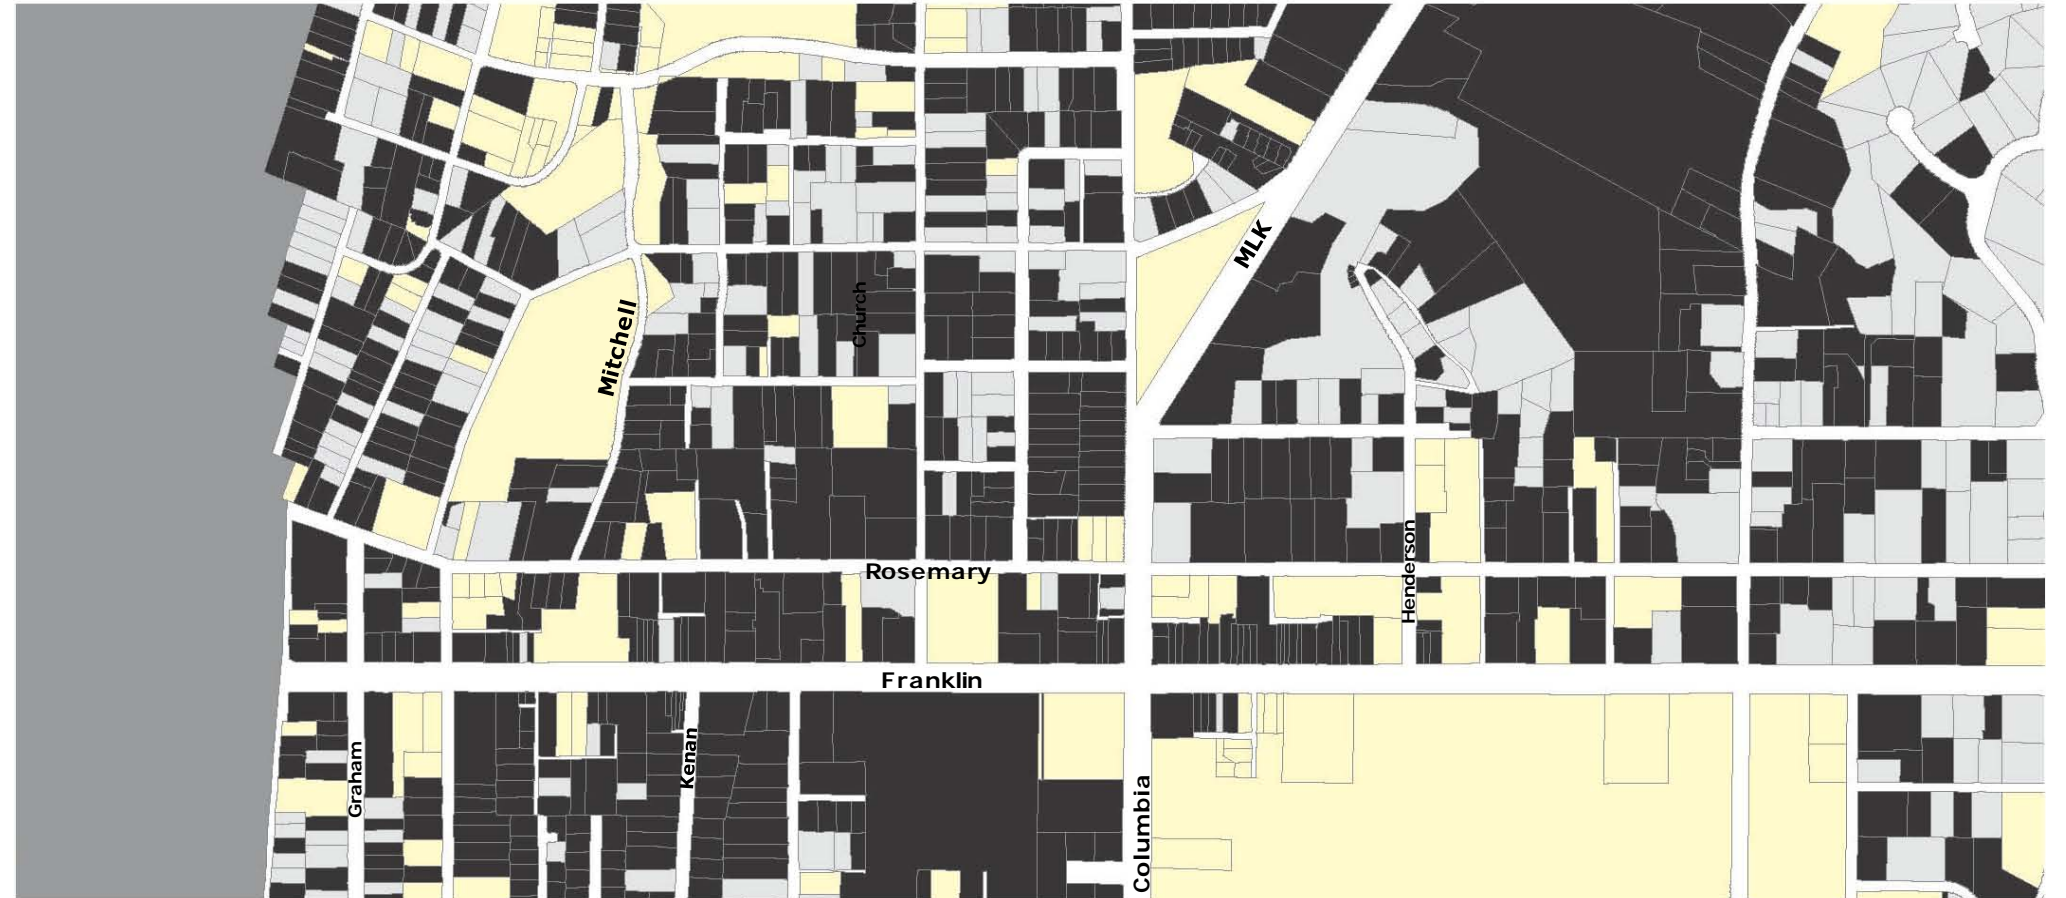 MLK
Mitchell
Church
Henderson
Rosemary
Franklin
Graham
Kenan
Columbia